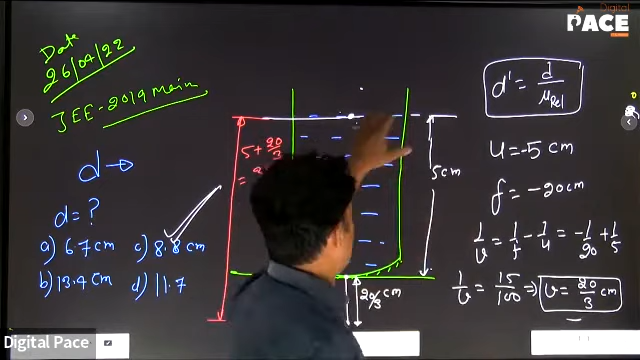 Digital
PACE
Date
26/04/22
JEE-2019 Main
d →
d = ?
a) 6.7 cm c) 8.8 cm
b) 13.4 cm d) 11.7
5 + 20/3
=
5cm
20/3 cm
d' = d/μRel
u = -5 cm
f = -20cm
1/v = 1/f - 1/u = -1/20 + 1/5
1/v = 15/100 ⇒ v = 20/3 cm
Digital Pace